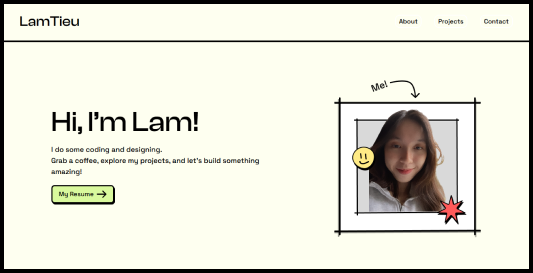 LamTieu
About
Projects
Contact
Me!
Hi, I'm Lam!
I do some coding and designing.
Grab a coffee, explore my projects, and let's build something
amazing!
My Resume